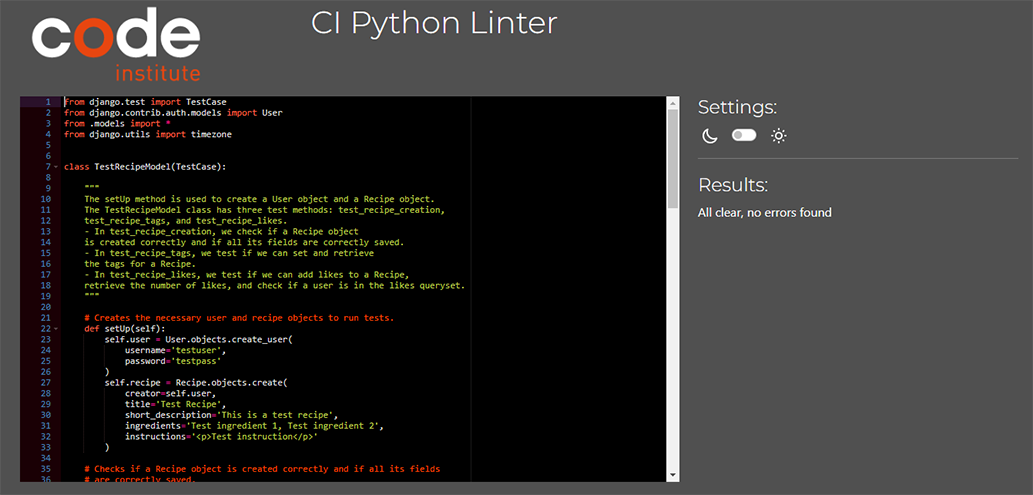 code
institute
CI Python Linter
1 from django.test import TestCase
2 from django.contrib.auth.models import User
3 from .models import *
4 from django.utils import timezone
5
6
7 class TestRecipeModel(TestCase):
8
9 """
10 The setUp method is used to create a User object and a Recipe object.
11 The TestRecipeModel class has three test methods: test_recipe_creation,
12 test_recipe_tags, and test_recipe_likes.
13 - In test_recipe_creation, we check if a Recipe object
14 is created correctly and if all its fields are correctly saved.
15 - In test_recipe_tags, we test if we can set and retrieve
16 the tags for a Recipe.
17 - In test_recipe_likes, we test if we can add likes to a Recipe,
18 retrieve the number of likes, and check if a user is in the likes queryset.
19 """
20
21 # Creates the necessary user and recipe objects to run tests.
22 def setUp(self):
23 self.user = User.objects.create_user(
24 username='testuser',
25 password='testpass'
26 )
27 self.recipe = Recipe.objects.create(
28 creator=self.user,
29 title='Test Recipe',
30 short_description='This is a test recipe',
31 ingredients='Test ingredient 1, Test ingredient 2',
32 instructions='<p>Test instruction</p>'
33 )
34
35 # Checks if a Recipe object is created correctly and if all its fields
36 # are correctly saved.
Settings:
Results:
All clear, no errors found